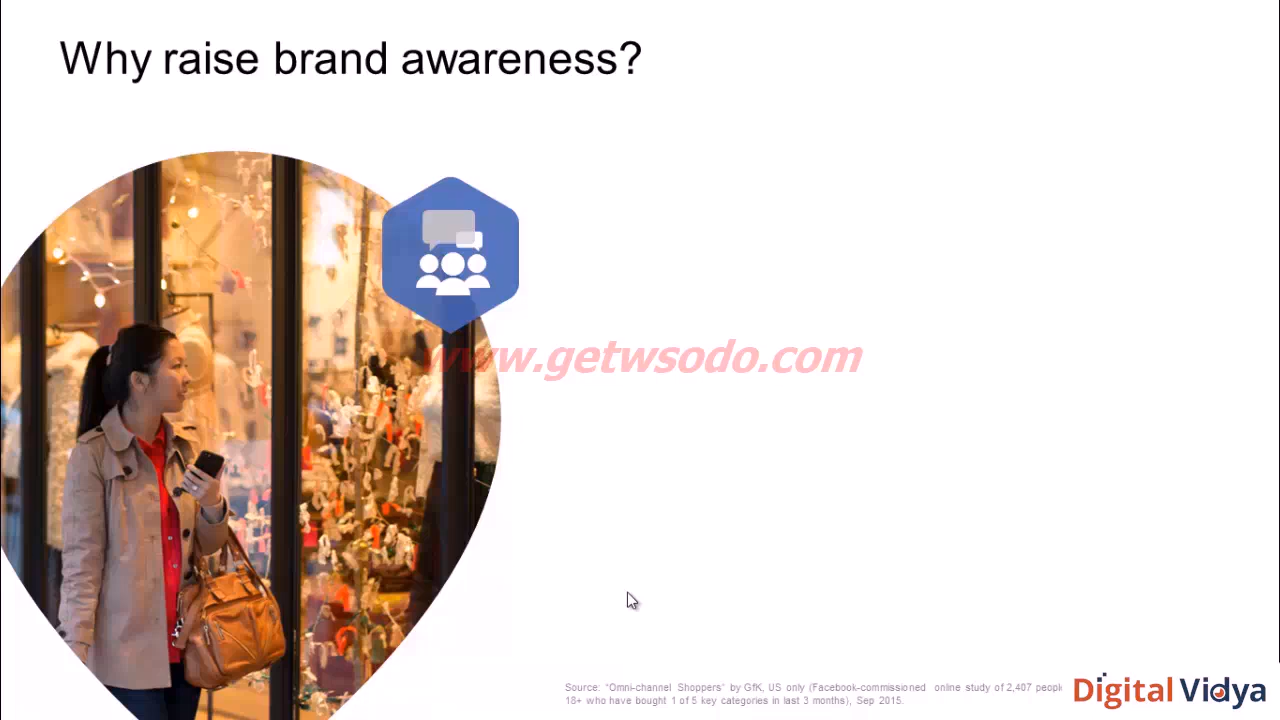 Why raise brand awareness?
www.getwsodo.com
Source: "Omni-channel Shoppers" by GfK, US only (Facebook-commissioned online study of 2,407 people
18+ who have bought 1 of 5 key categories in last 3 months), Sep 2015.
Digital Vidya